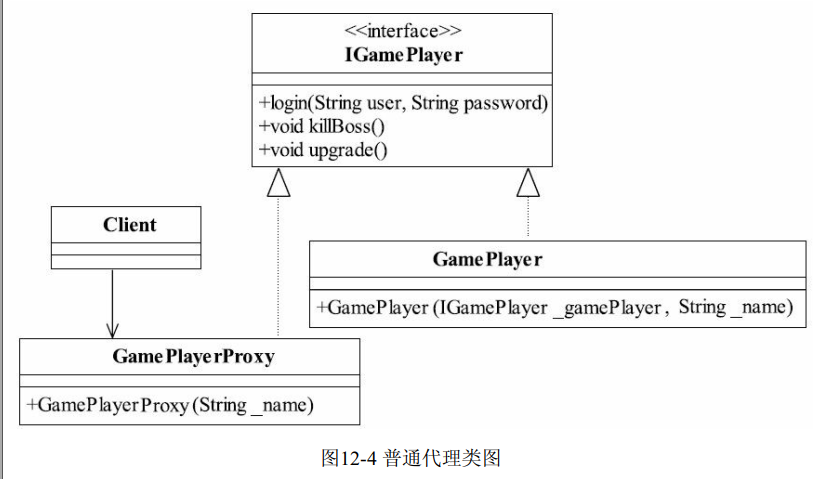 <<interface>>
IGamePlayer
+login(String user, String password)
+void killBoss()
+void upgrade()
Client
GamePlayer
+GamePlayer(IGamePlayer _gamePlayer, String _name)
GamePlayerProxy
+GamePlayerProxy(String _name)
图12-4 普通代理类图